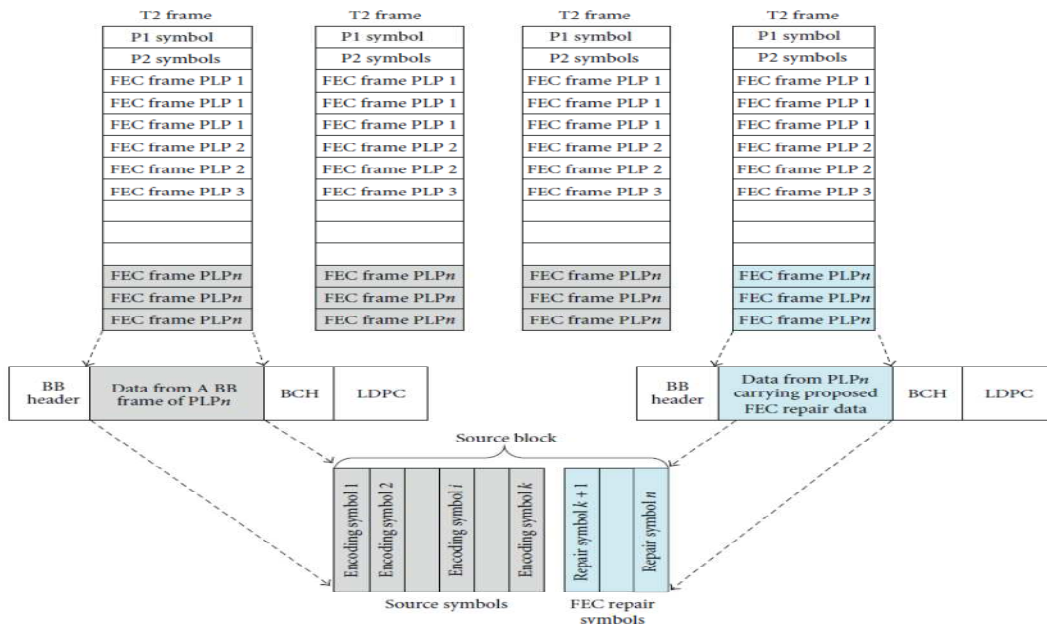 T2 frame
P1 symbol
P2 symbols
FEC frame PLP 1
FEC frame PLP 1
FEC frame PLP 1
FEC frame PLP 2
FEC frame PLP 2
FEC frame PLP 3
FEC frame PLPn
FEC frame PLPn
FEC frame PLPn
T2 frame
P1 symbol
P2 symbols
FEC frame PLP 1
FEC frame PLP 1
FEC frame PLP 1
FEC frame PLP 2
FEC frame PLP 2
FEC frame PLP 3
FEC frame PLPn
FEC frame PLPn
FEC frame PLPn
T2 frame
P1 symbol
P2 symbols
FEC frame PLP 1
FEC frame PLP 1
FEC frame PLP 1
FEC frame PLP 2
FEC frame PLP 2
FEC frame PLP 3
FEC frame PLPn
FEC frame PLPn
FEC frame PLPn
T2 frame
P1 symbol
P2 symbols
FEC frame PLP 1
FEC frame PLP 1
FEC frame PLP 1
FEC frame PLP 2
FEC frame PLP 2
FEC frame PLP 3
FEC frame PLPn
FEC frame PLPn
FEC frame PLPn
BB
header
Data from A BB
frame of PLPn
BCH
LDPC
BB
header
Data from PLPn
carrying proposed
FEC repair data
BCH
LDPC
Source block
Encoding symbol 1
Encoding symbol 2
Encoding symbol i
Encoding symbol k
Repair symbol k + 1
Repair symbol n
Source symbols
FEC repair
symbols